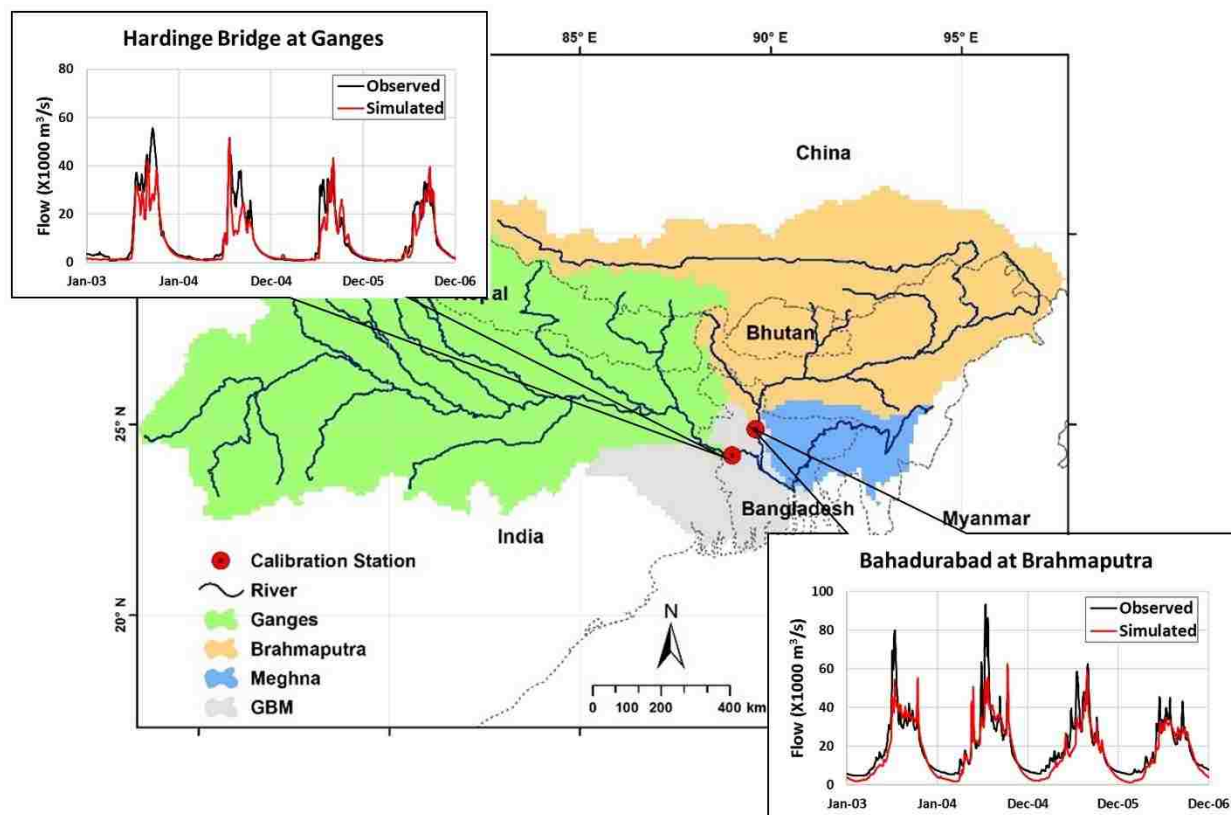 Hardinge Bridge at Ganges
80
60
40
20
0
Flow (X1000 m³/s)
Observed
Simulated
Jan-03
Jan-04
Dec-04
Dec-05
Dec-06
85° E
90° E
95° E
China
Nepal
Bhutan
25° N
Bangladesh
Myanmar
India
20° N
Calibration Station
River
Ganges
Brahmaputra
Meghna
GBM
N
0 100 200 400 km
Bahadurabad at Brahmaputra
100
80
60
40
20
0
Flow (X1000 m³/s)
Observed
Simulated
Jan-03
Jan-04
Dec-04
Dec-05
Dec-06